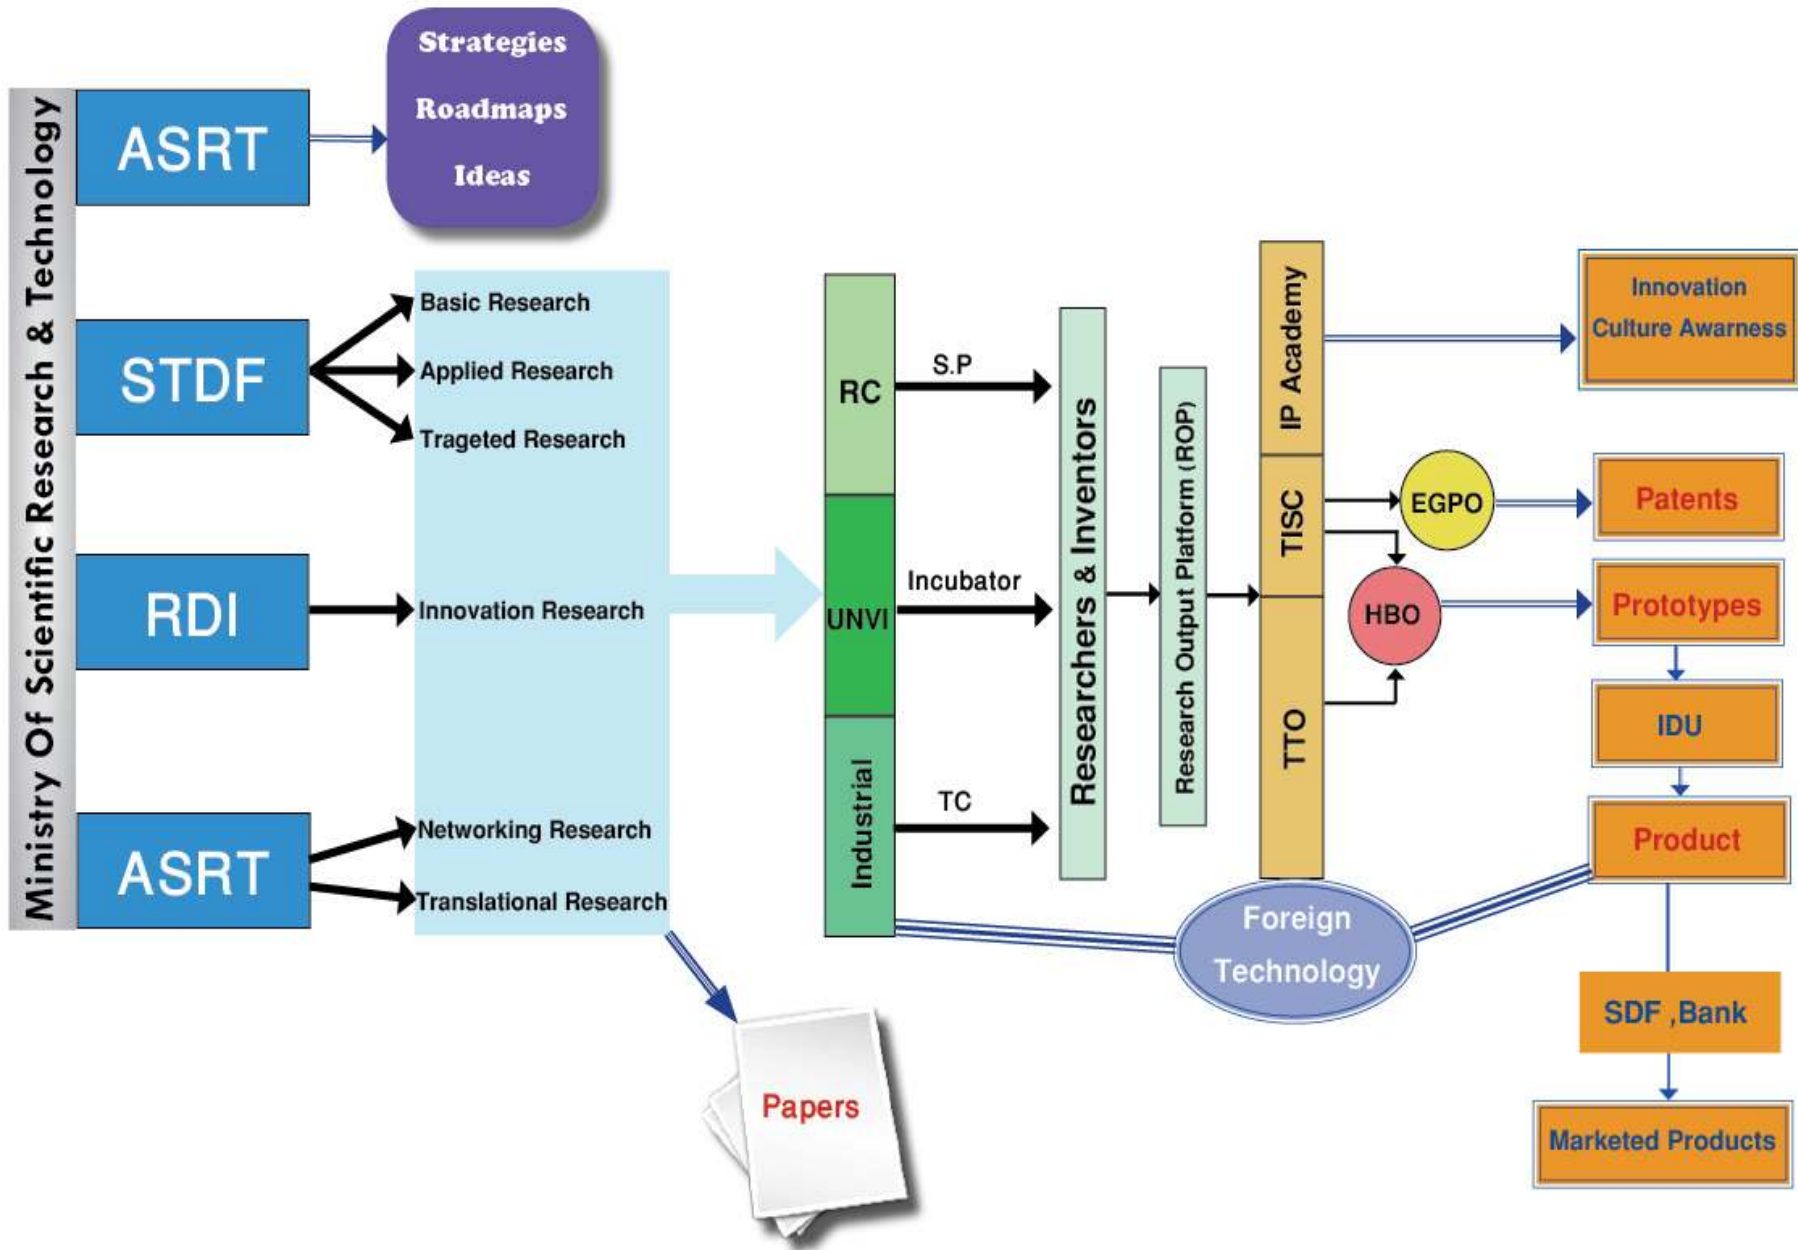 Ministry Of Scientific Research & Technology
ASRT
Strategies
Roadmaps
Ideas
STDF
Basic Research
Applied Research
Trageted Research
RDI
Innovation Research
ASRT
Networking Research
Translational Research
Papers
RC
UNVI
Industrial
S.P
Incubator
TC
Researchers & Inventors
Research Output Platform (ROP)
IP Academy
TISC
TTO
EGPO
HBO
Foreign
Technology
Innovation
Culture Awarness
Patents
Prototypes
IDU
Product
SDF ,Bank
Marketed Products